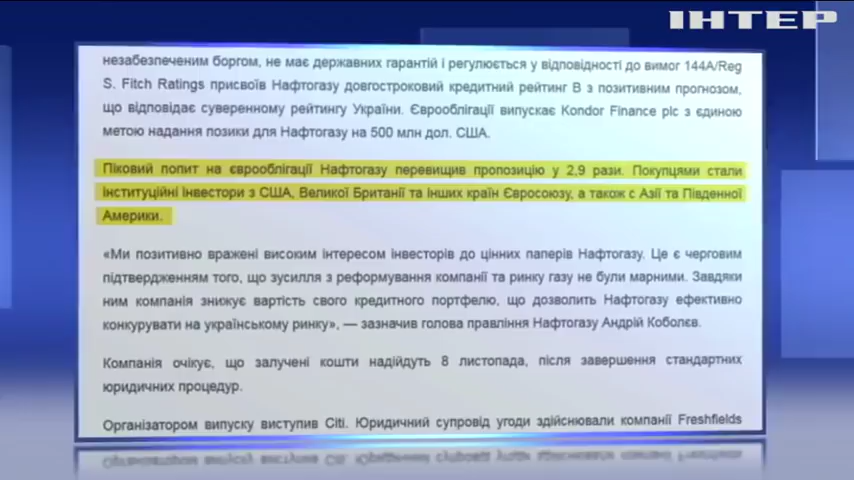 ІНТЕР
незабезпеченим боргом, не має державних гарантій і регулюється у відповідності до вимог 144A/Reg
S. Fitch Ratings присвоїв Нафтогазу довгостроковий кредитний рейтинг B з позитивним прогнозом,
що відповідає суверенному рейтингу України. Єврооблігації випускає Kondor Finance plc з єдиною
метою надання позики для Нафтогазу на 500 млн дол. США.
Піковий попит на єврооблігації Нафтогазу перевищив пропозицію у 2,9 рази. Покупцями стали
інституційні інвестори з США, Великої Британії та інших країн Євросоюзу, а також с Азії та Південної
Америки.
«Ми позитивно вражені високим інтересом інвесторів до цінних паперів Нафтогазу. Це є черговим
підтвердженням того, що зусилля з реформування компанії та ринку газу не були марними. Завдяки
ним компанія знижує вартість свого кредитного портфелю, що дозволить Нафтогазу ефективно
конкурувати на українському ринку», — зазначив голова правління Нафтогазу Андрій Коболєв.
Компанія очікує, що залучені кошти надійдуть 8 листопада, після завершення стандартних
юридичних процедур.
Організатором випуску виступив Citi. Юридичний супровід угоди здійснювали компанії Freshfields